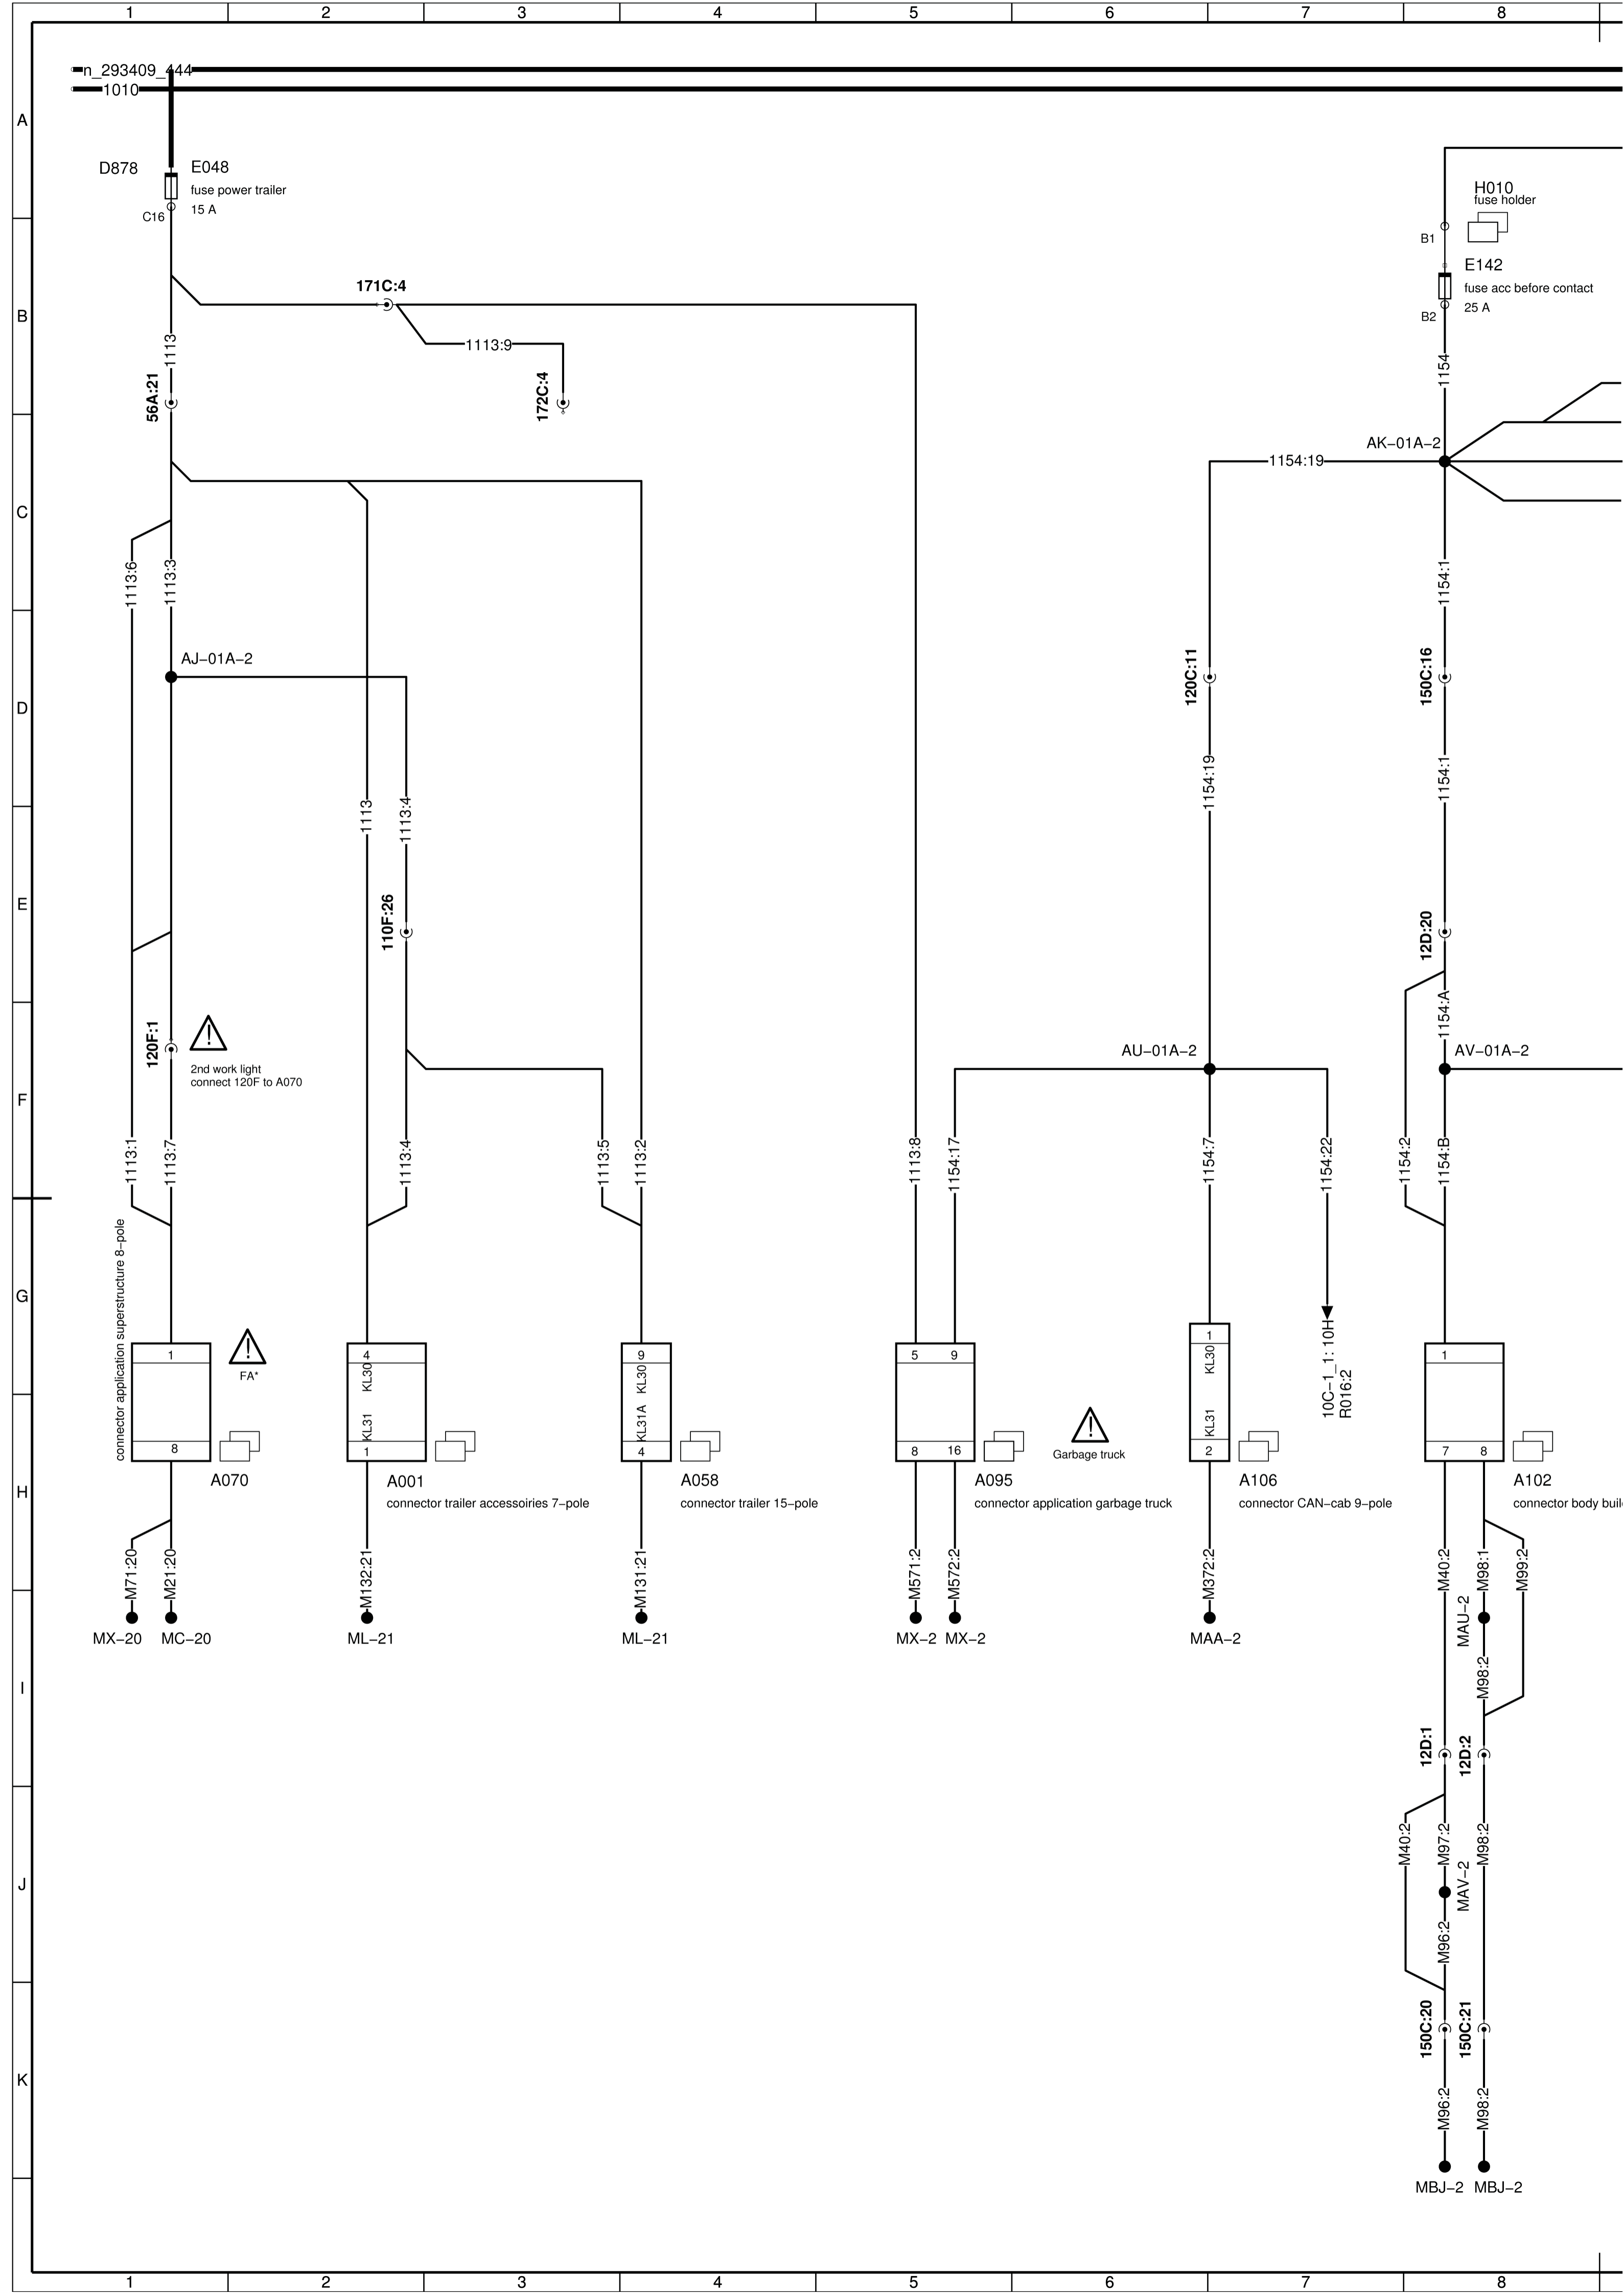 1 2 3 4 5 6 7 8
n_293409_444
1010
A
D878
E048
fuse power trailer
15 A
C16
H010
fuse holder
B1
E142
fuse acc before contact
25 A
B2
B
171C:4
1113:9
172C:4
1113
56A:21
1154
AK-01A-2
1154:19
C
1113:6
1113:3
1154:1
AJ-01A-2
D
120C:11
150C:16
1154:19
1154:1
1113
1113:4
E
110F:26
12D:20
1154:A
120F:1
2nd work light
connect 120F to A070
AU-01A-2
AV-01A-2
F
1113:1
1113:7
1113:4
1113:5
1113:2
1113:8
1154:17
1154:7
1154:22
1154:2
1154:B
G
connector application superstructure 8-pole
1
8
FA*
A070
4
KL30
KL31
1
A001
connector trailer accessoiries 7-pole
9
KL30
KL31A
4
A058
connector trailer 15-pole
5 9
8 16
A095
connector application garbage truck
Garbage truck
1
KL30
KL31
2
A106
connector CAN-cab 9-pole
10C-1_1: 10H
R016:2
1
7 8
A102
connector body buil
H
M71:20
M21:20
M132:21
M131:21
M571:2
M572:2
M372:2
M40:2
M98:1
M99:2
MX-20 MC-20
ML-21
ML-21
MX-2 MX-2
MAA-2
MAU-2
I
M98:2
12D:1
12D:2
J
M40:2
M97:2
M98:2
MAV-2
M96:2
150C:20
150C:21
K
M96:2
M98:2
MBJ-2 MBJ-2
1 2 3 4 5 6 7 8